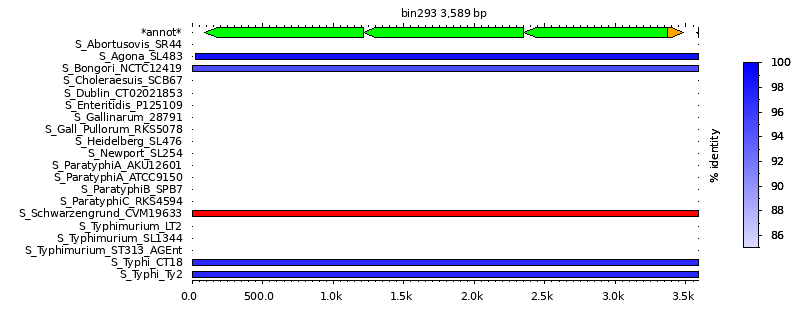 bin293 3,589 bp
*annot*
S_Abortusovis_SR44
S_Agona_SL483
S_Bongori_NCTC12419
S_Choleraesuis_SCB67
S_Dublin_CT02021853
S_Enteritidis_P125109
S_Gallinarum_28791
S_Gall_Pullorum_RKS5078
S_Heidelberg_SL476
S_Newport_SL254
S_ParatyphiA_AKU12601
S_ParatyphiA_ATCC9150
S_ParatyphiB_SPB7
S_ParatyphiC_RKS4594
S_Schwarzengrund_CVM19633
S_Typhimurium_LT2
S_Typhimurium_SL1344
S_Typhimurium_ST313_AGEnt
S_Typhi_CT18
S_Typhi_Ty2
0.0 500.0 1.0k 1.5k 2.0k 2.5k 3.0k 3.5k
% identity
100
98
96
94
92
90
88
86